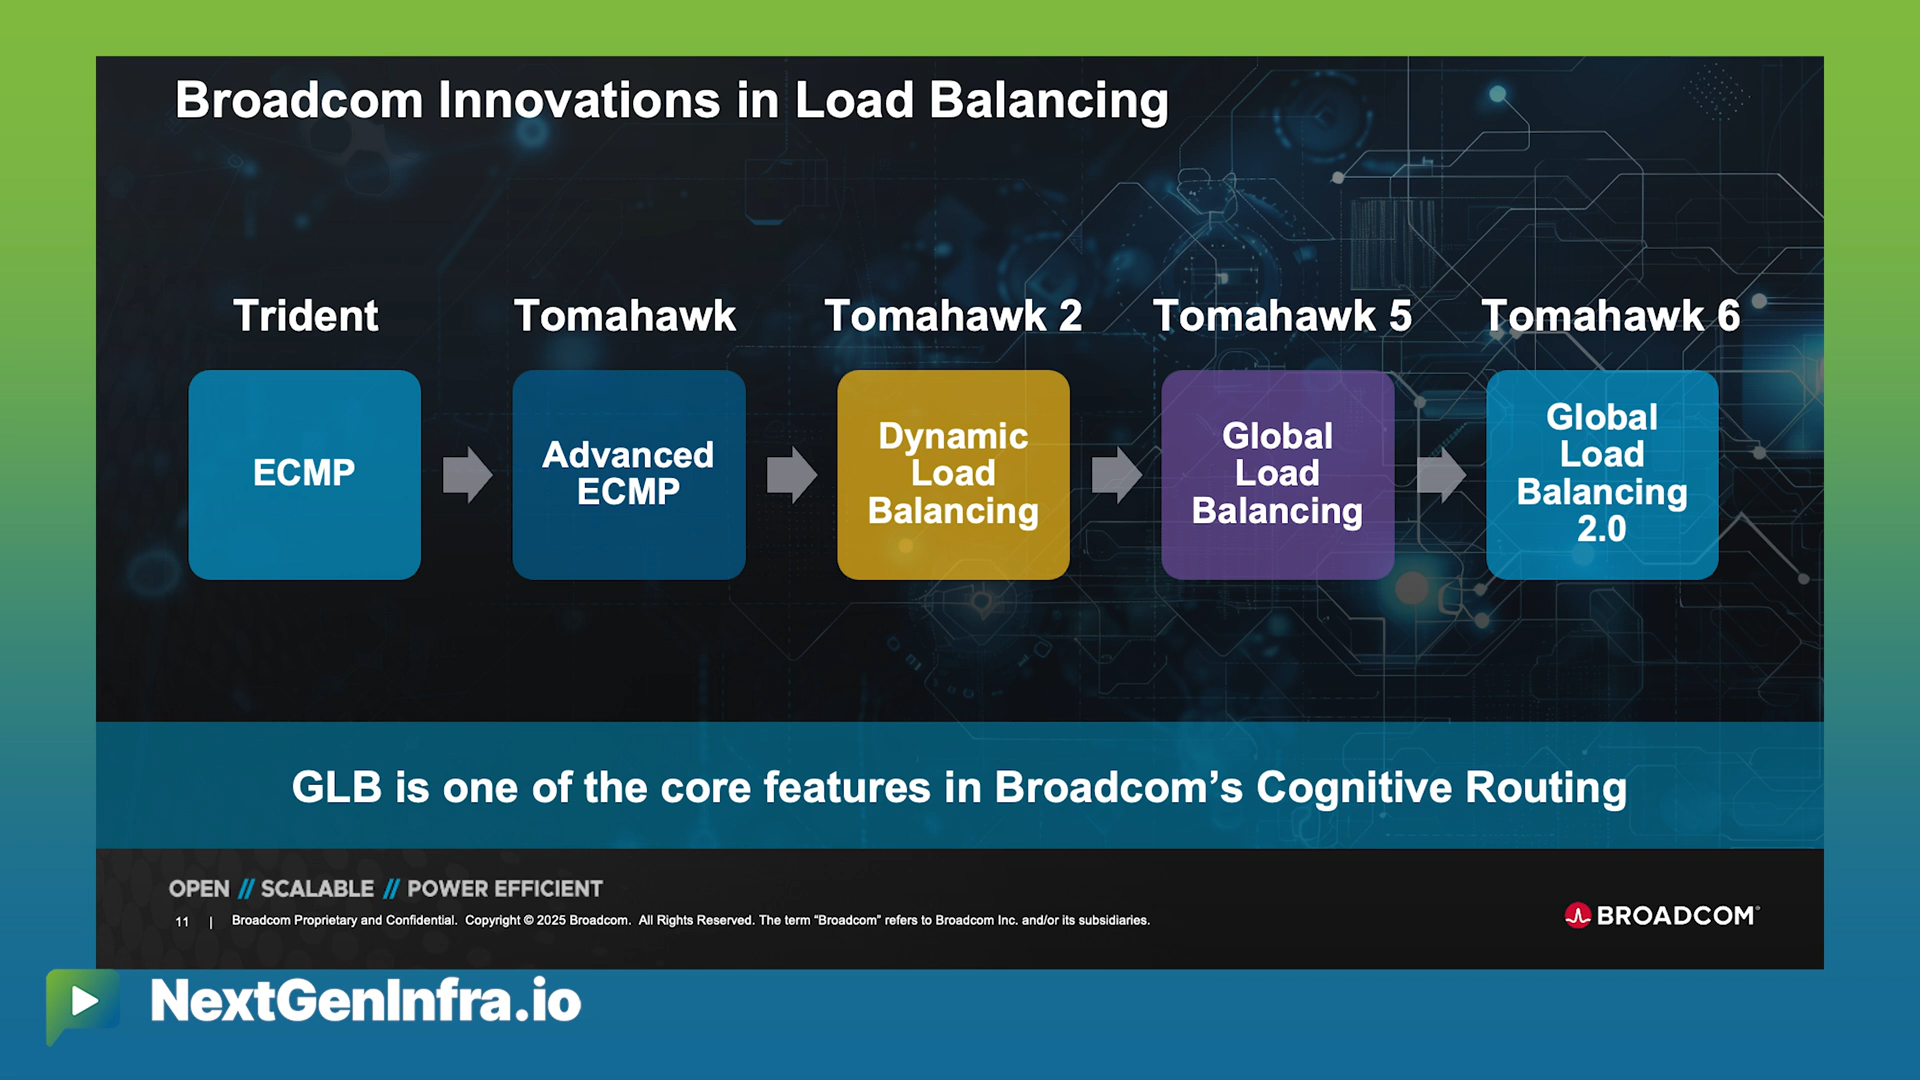 Broadcom Innovations in Load Balancing
Trident
Tomahawk
Tomahawk 2
Tomahawk 5
Tomahawk 6
ECMP
Advanced
ECMP
Dynamic
Load
Balancing
Global
Load
Balancing
Global
Load
Balancing
2.0
GLB is one of the core features in Broadcom’s Cognitive Routing
OPEN // SCALABLE // POWER EFFICIENT
11 | Broadcom Proprietary and Confidential. Copyright © 2025 Broadcom. All Rights Reserved. The term “Broadcom” refers to Broadcom Inc. and/or its subsidiaries.
BROADCOM®
NextGenInfra.io